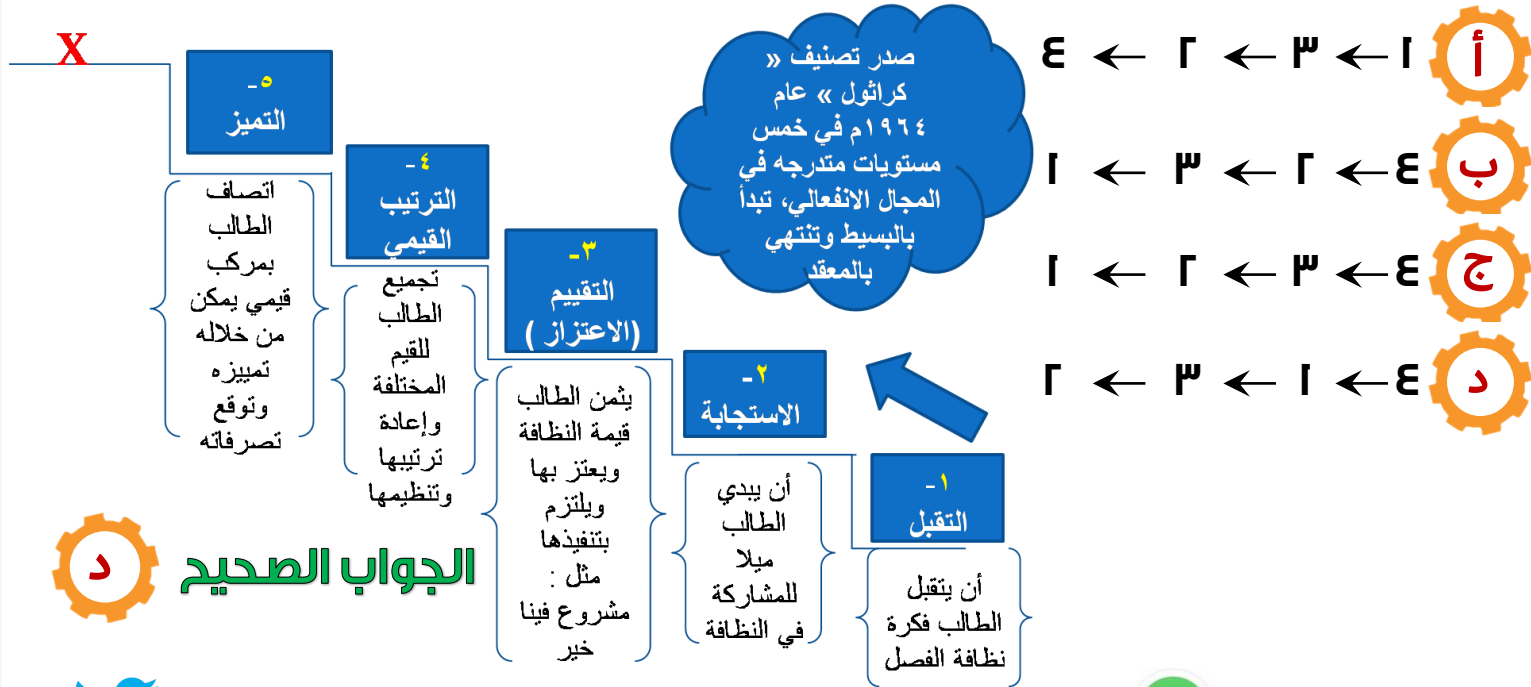 أ
١ ← ٣ ← ٢ ← ٤
ب
٤ ← ٢ ← ٣ ← ١
ج
٤ ← ٣ ← ٢ ← ١
د
٤ ← ١ ← ٣ ← ٢
صدر تصنيف «
كراثول » عام
١٩٦٤م في خمس
مستويات متدرجه في
المجال الانفعالي، تبدأ
بالبسيط وتنتهي
بالمعقد
١-
التقبل
أن يتقبل
الطالب فكرة
نظافة الفصل
٢-
الاستجابة
أن يبدي
الطالب
ميلا
للمشاركة
في النظافة
٣-
التقييم
(الاعتزاز )
يثمن الطالب
قيمة النظافة
ويعتز بها
ويلتزم
بتنفيذها
مثل :
مشروع فينا
خير
٤-
الترتيب
القيمي
تجميع
الطالب
للقيم
المختلفة
وإعادة
ترتيبها
وتنظيمها
٥-
التميز
اتصاف
الطالب
بمركب
قيمي يمكن
من خلاله
تمييزه
وتوقع
تصرفاته
X
الجواب الصحيح
د